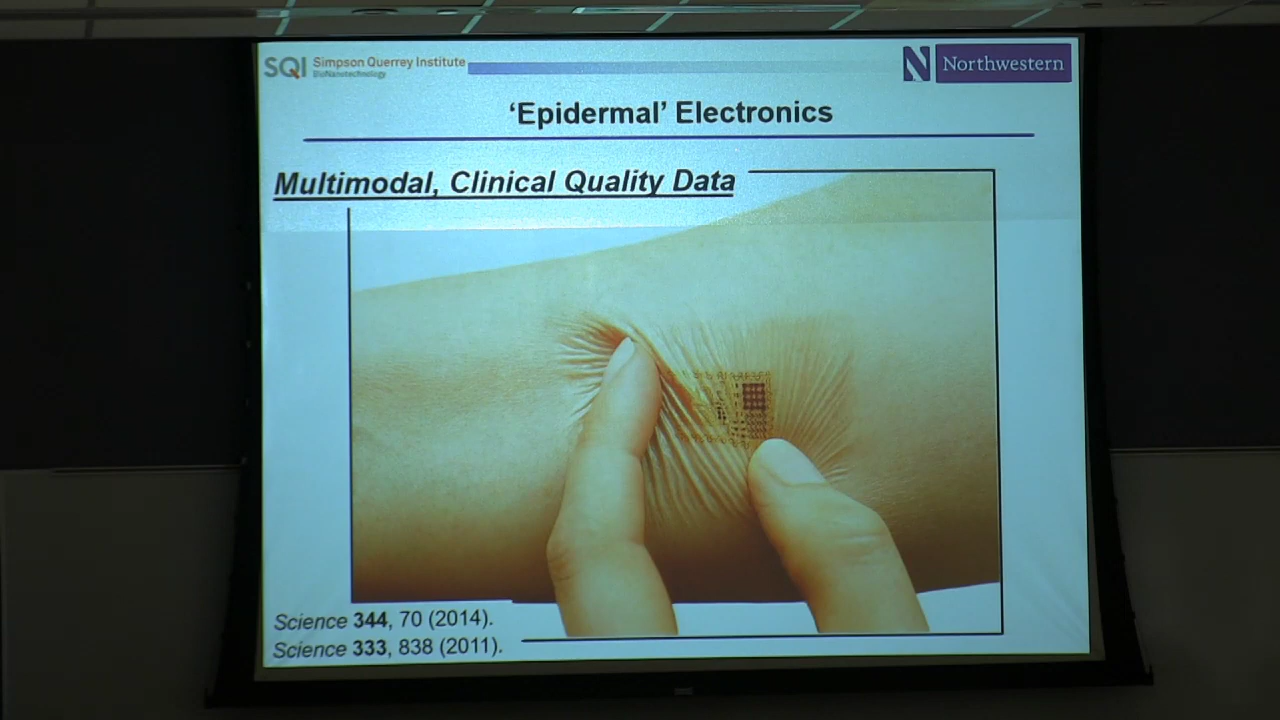 SQI Simpson Querrey Institute
BioNanotechnology
N Northwestern
‘Epidermal’ Electronics
Multimodal, Clinical Quality Data
Science 344, 70 (2014).
Science 333, 838 (2011).